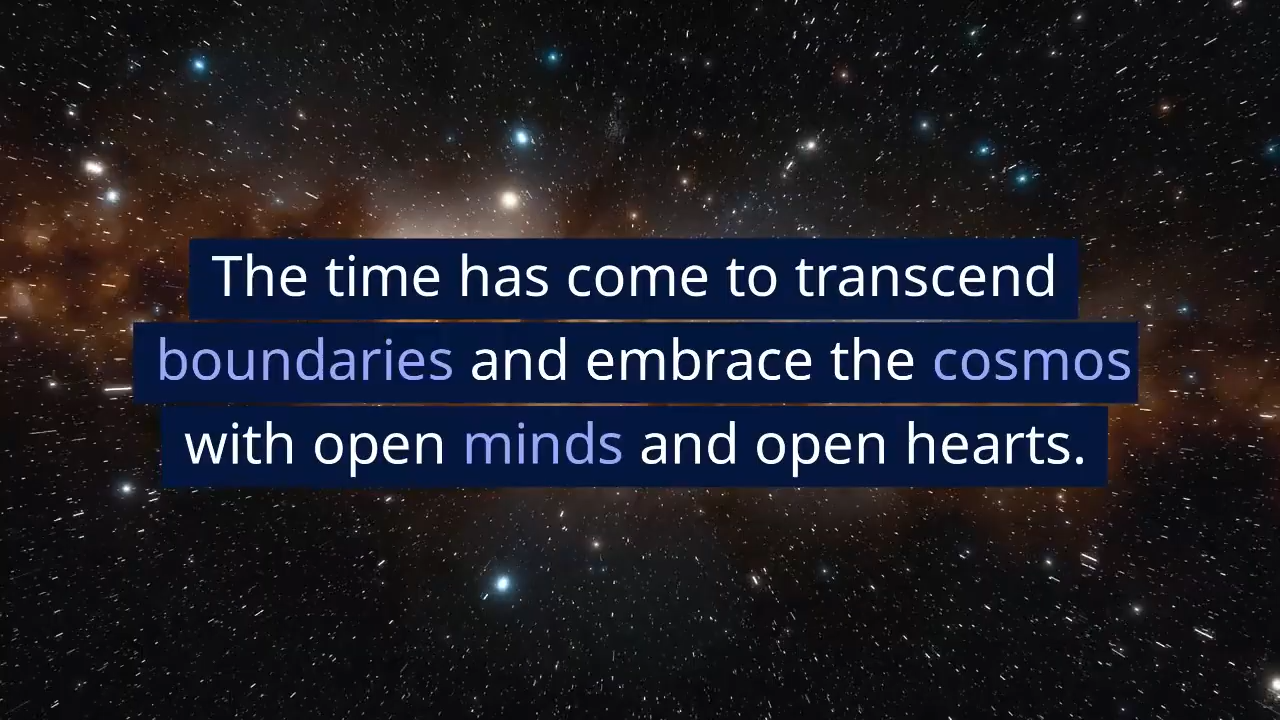 The time has come to transcend
boundaries and embrace the cosmos
with open minds and open hearts.